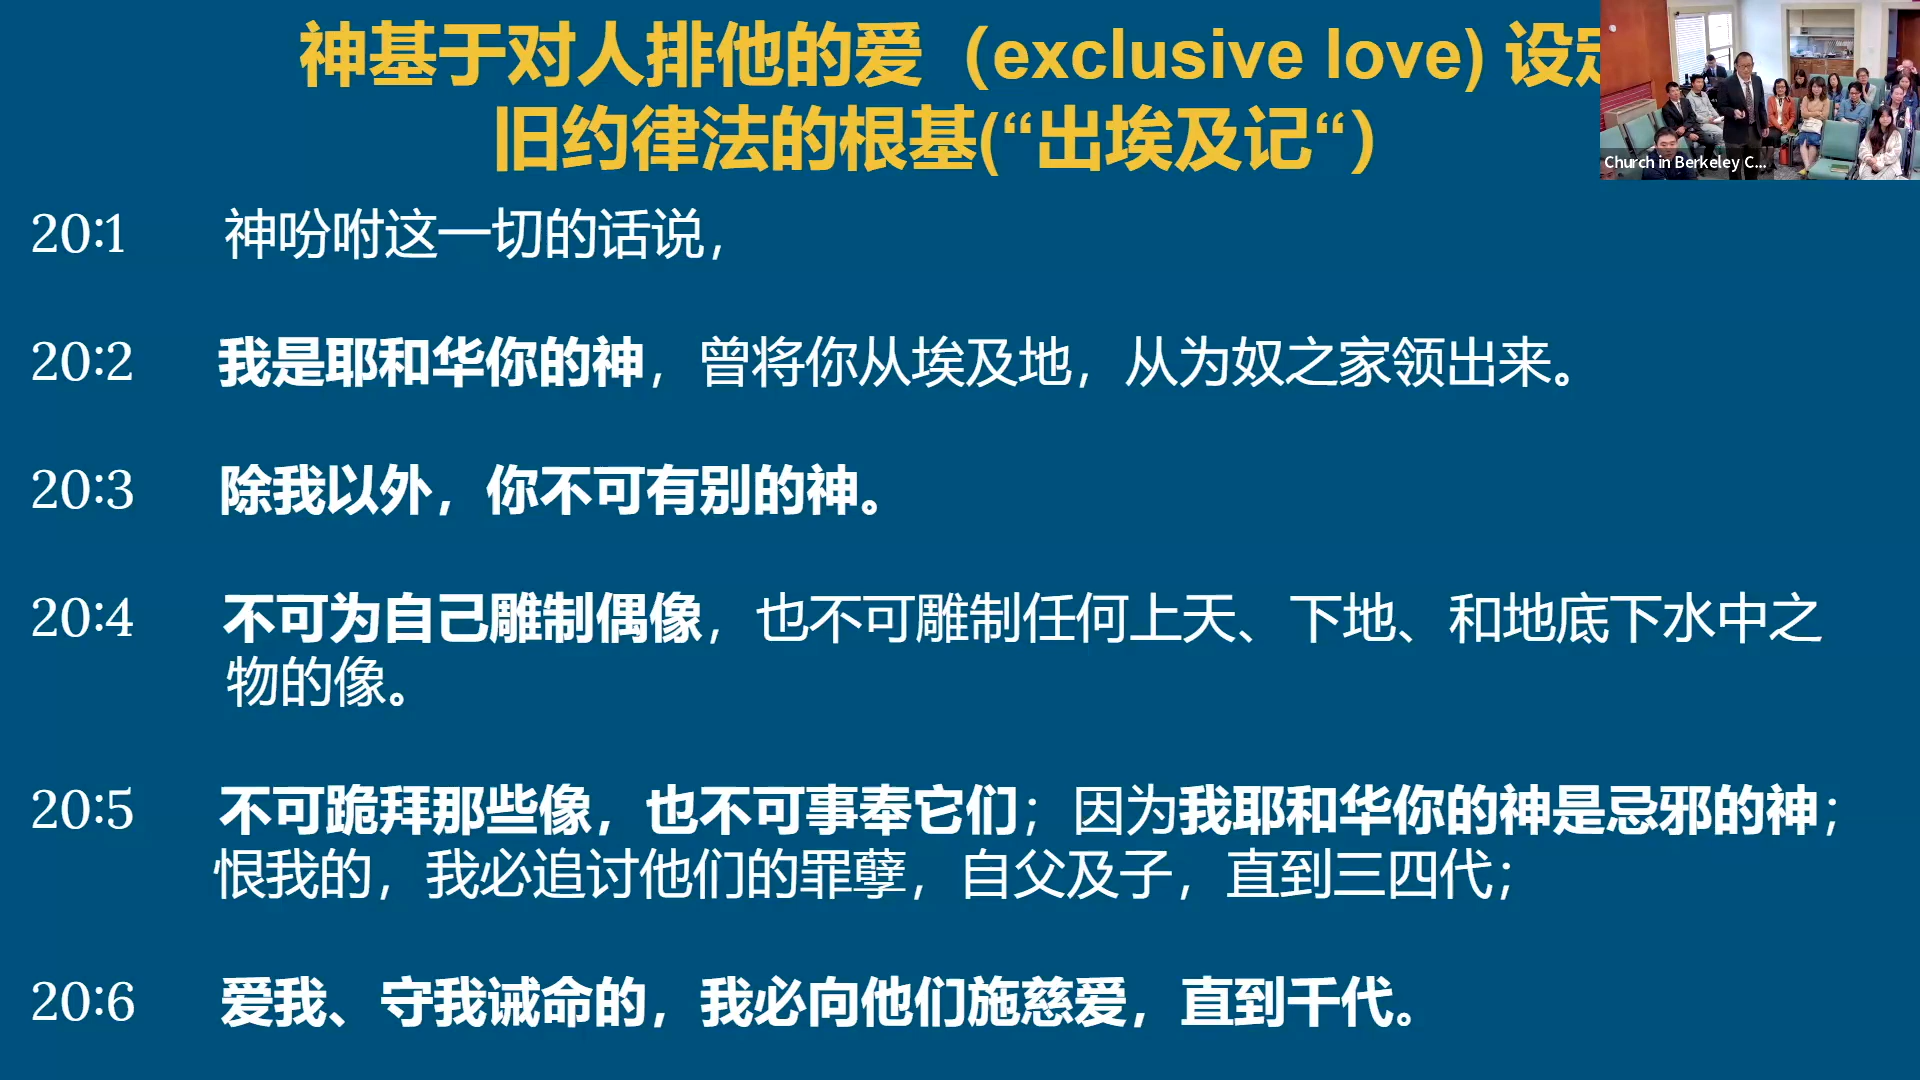 神基于对人排他的爱（exclusive love) 设定
旧约律法的根基(“出埃及记“）
Church in Berkeley C...
20:1 神吩咐这一切的话说，
20:2 我是耶和华你的神，曾将你从埃及地，从为奴之家领出来。
20:3 除我以外，你不可有别的神。
20:4 不可为自己雕制偶像，也不可雕制任何上天、下地、和地底下水中之
物的像。
20:5 不可跪拜那些像，也不可事奉它们；因为我耶和华你的神是忌邪的神；
恨我的，我必追讨他们的罪孽，自父及子，直到三四代；
20:6 爱我、守我诫命的，我必向他们施慈爱，直到千代。